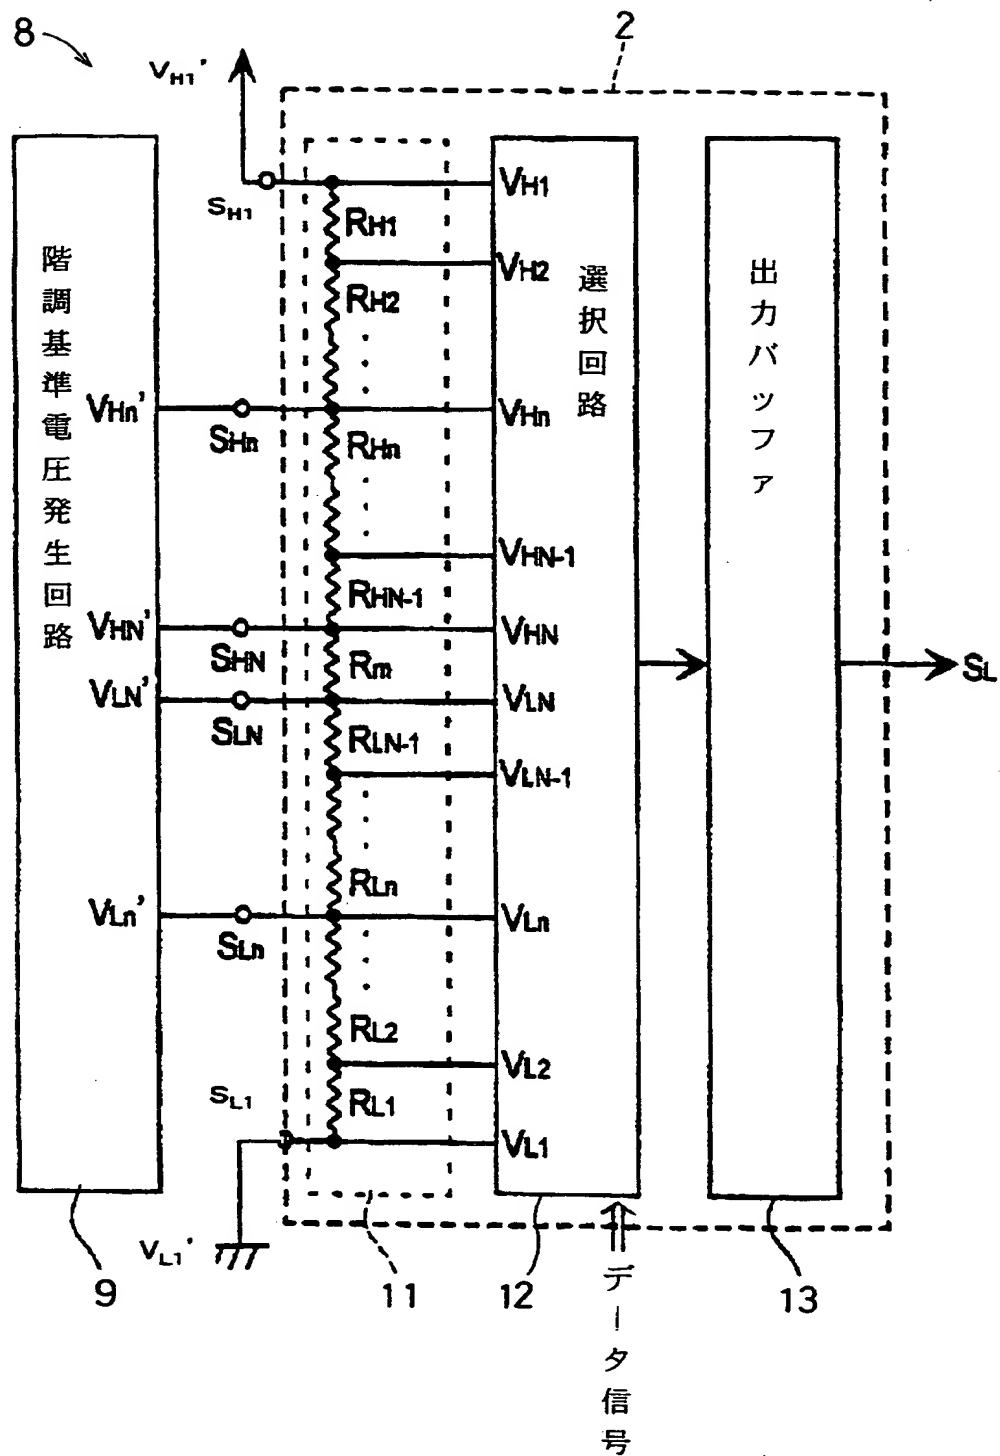 8
2
VH1'
SH1
VH1
RH1
VH2
RH2
階調基準電圧発生回路
選択回路
出力バッファ
VHn'
SHn
VHn
RHn
VHN-1
RHN-1
VHN'
SHN
VHN
Rm
VLN'
SLN
VLN
RLN-1
VLN-1
SL
RLn
VLn'
SLn
VLn
RL2
VL2
SL1
RL1
VL1
VL1'
9
11
12
13
データ信号